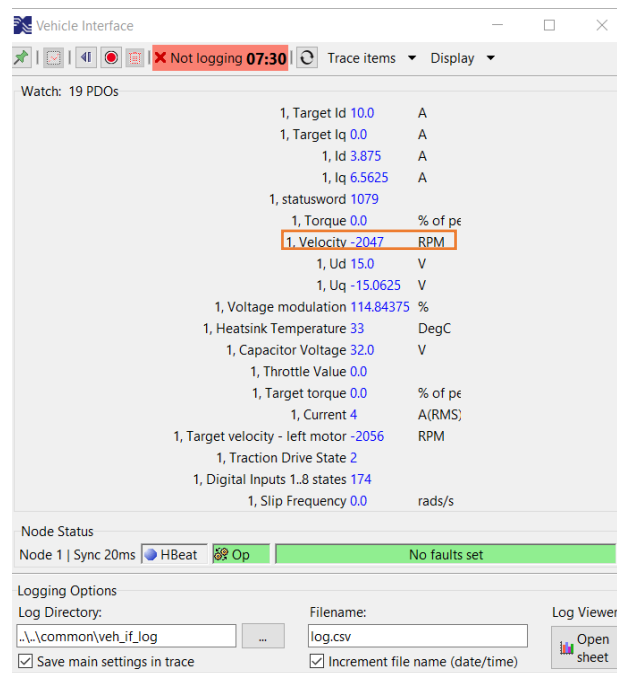 Vehicle Interface
Not logging 07:30 Trace items Display
Watch: 19 PDOs
1, Target Id 10.0 A
1, Target Iq 0.0 A
1, Id 3.875 A
1, Iq 6.5625 A
1, statusword 1079
1, Torque 0.0 % of pe
1, Velocity -2047 RPM
1, Ud 15.0 V
1, Uq -15.0625 V
1, Voltage modulation 114.84375 %
1, Heatsink Temperature 33 DegC
1, Capacitor Voltage 32.0 V
1, Throttle Value 0.0
1, Target torque 0.0 % of pe
1, Current 4 A(RMS)
1, Target velocity - left motor -2056 RPM
1, Traction Drive State 2
1, Digital Inputs 1..8 states 174
1, Slip Frequency 0.0 rads/s
Node Status
Node 1 | Sync 20ms HBeat Op No faults set
Logging Options
Log Directory: Filename: Log Viewer
..\..\common\veh_if_log ... log.csv Open
Save main settings in trace Increment file name (date/time) sheet